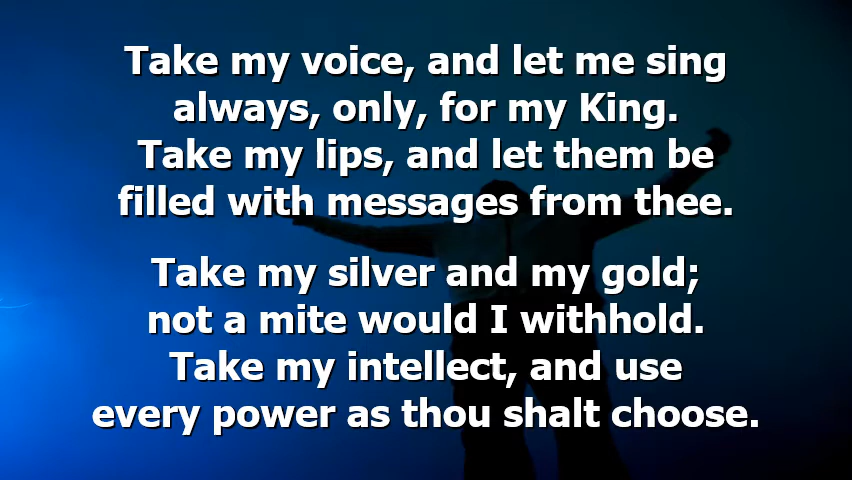 Take my voice, and let me sing
always, only, for my King.
Take my lips, and let them be
filled with messages from thee.
Take my silver and my gold;
not a mite would I withhold.
Take my intellect, and use
every power as thou shalt choose.